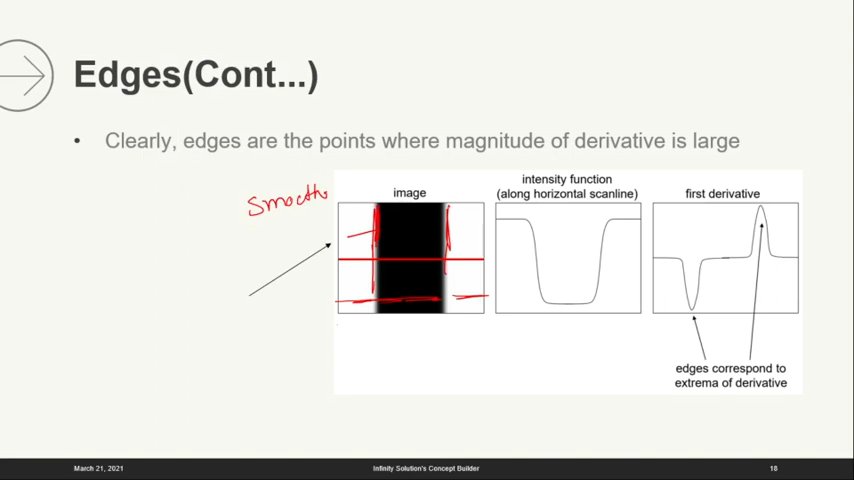 Edges(Cont...)
• Clearly, edges are the points where magnitude of derivative is large
Smooth
image
intensity function
(along horizontal scanline)
first derivative
edges correspond to
extrema of derivative
March 21, 2021
Infinity Solution's Concept Builder
18